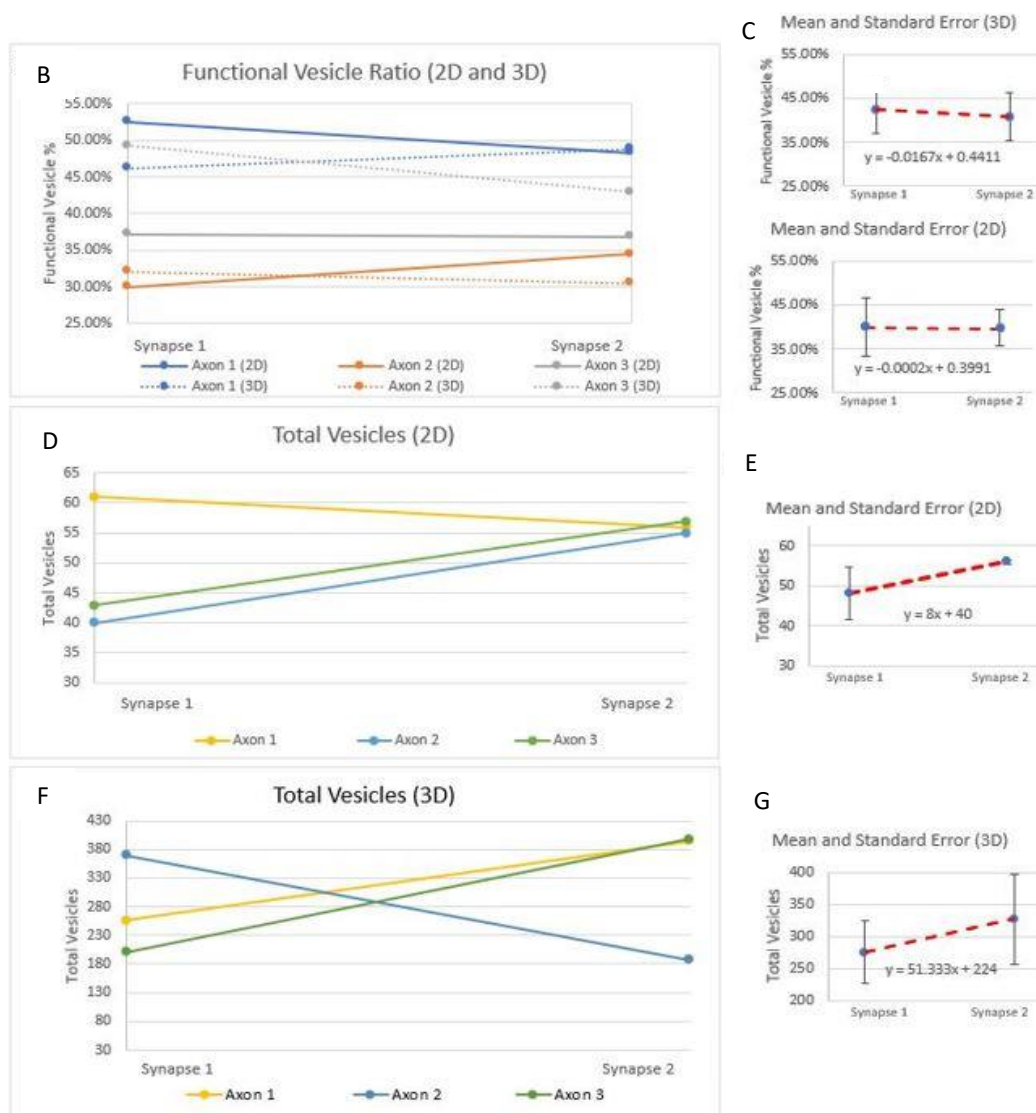 B
Functional Vesicle Ratio (2D and 3D)
Functional Vesicle %
55.00%
50.00%
45.00%
40.00%
35.00%
30.00%
25.00%
Synapse 1
Synapse 2
Axon 1 (2D)
Axon 2 (2D)
Axon 3 (2D)
Axon 1 (3D)
Axon 2 (3D)
Axon 3 (3D)
C
Mean and Standard Error (3D)
Functional Vesicle %
55.00%
45.00%
35.00%
25.00%
y = -0.0167x + 0.4411
Synapse 1
Synapse 2
Mean and Standard Error (2D)
Functional Vesicle %
55.00%
45.00%
35.00%
25.00%
y = -0.0002x + 0.3991
Synapse 1
Synapse 2
D
Total Vesicles (2D)
Total Vesicles
65
60
55
50
45
40
35
30
Synapse 1
Synapse 2
Axon 1
Axon 2
Axon 3
E
Mean and Standard Error (2D)
Total Vesicles
60
50
40
30
y = 8x + 40
Synapse 1
Synapse 2
F
Total Vesicles (3D)
Total Vesicles
430
380
330
280
230
180
130
80
30
Synapse 1
Synapse 2
Axon 1
Axon 2
Axon 3
G
Mean and Standard Error (3D)
Total Vesicles
400
350
300
250
200
y = 51.333x + 224
Synapse 1
Synapse 2